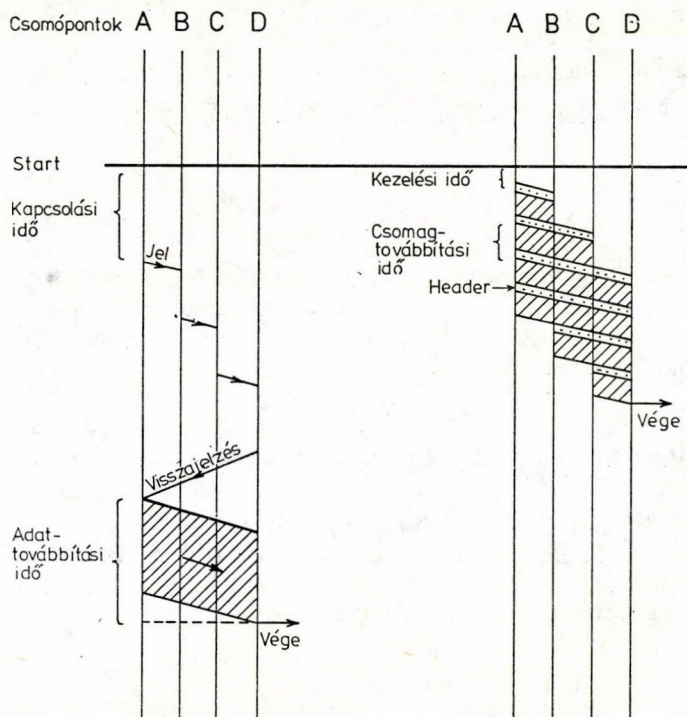 Csomópontok A B C D
A B C D
Start
Kapcsolási
idő
Jel
Visszajelzés
Adat-
továbbítási
idő
Vége
Kezelési idő
Csomag-
továbbítási
idő
Header
Vége